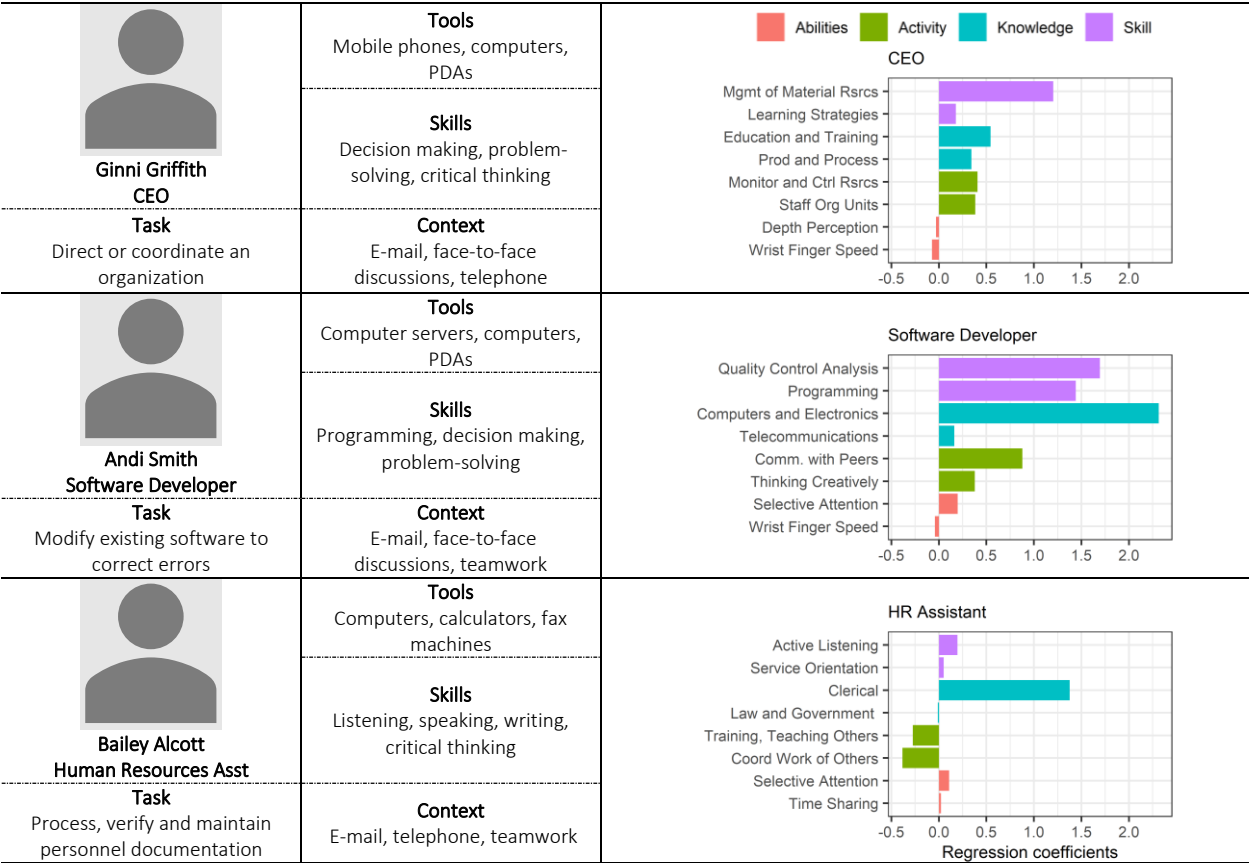 Ginni Griffith
CEO
Task
Direct or coordinate an
organization
Tools
Mobile phones, computers,
PDAs
Skills
Decision making, problem-
solving, critical thinking
Context
E-mail, face-to-face
discussions, telephone
Abilities Activity Knowledge Skill
CEO
Mgmt of Material Rsrcs
Learning Strategies
Education and Training
Prod and Process
Monitor and Ctrl Rsrcs
Staff Org Units
Depth Perception
Wrist Finger Speed
-0.5 0.0 0.5 1.0 1.5 2.0
Andi Smith
Software Developer
Task
Modify existing software to
correct errors
Tools
Computer servers, computers,
PDAs
Skills
Programming, decision making,
problem-solving
Context
E-mail, face-to-face
discussions, teamwork
Software Developer
Quality Control Analysis
Programming
Computers and Electronics
Telecommunications
Comm. with Peers
Thinking Creatively
Selective Attention
Wrist Finger Speed
-0.5 0.0 0.5 1.0 1.5 2.0
Bailey Alcott
Human Resources Asst
Task
Process, verify and maintain
personnel documentation
Tools
Computers, calculators, fax
machines
Skills
Listening, speaking, writing,
critical thinking
Context
E-mail, telephone, teamwork
HR Assistant
Active Listening
Service Orientation
Clerical
Law and Government
Training, Teaching Others
Coord Work of Others
Selective Attention
Time Sharing
-0.5 0.0 0.5 1.0 1.5 2.0
Regression coefficients